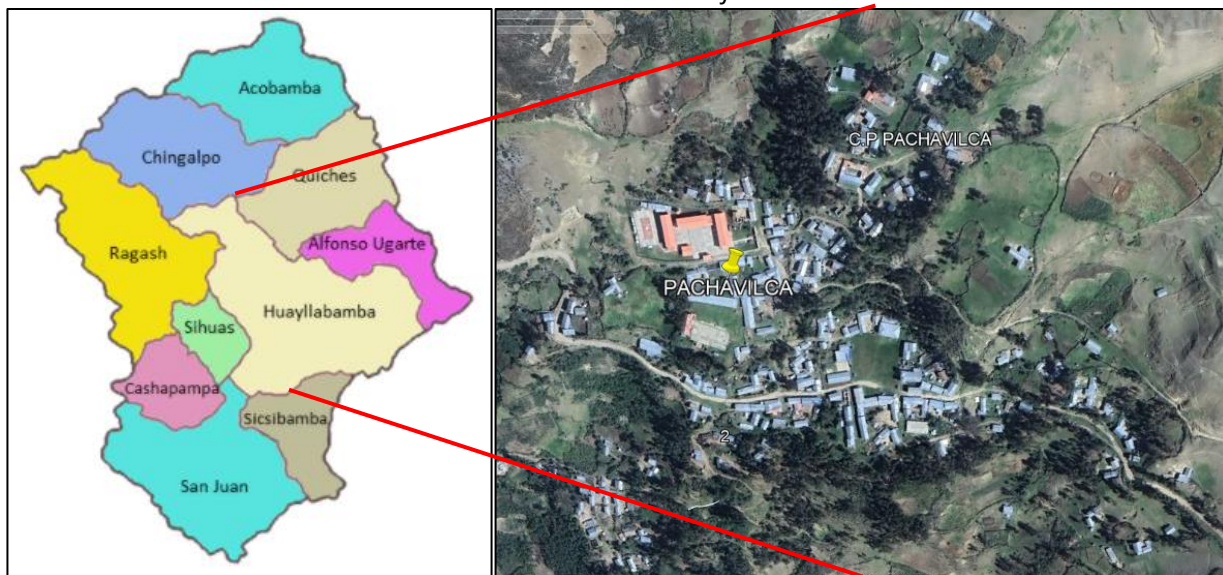 Acobamba
Chingalpo
Quiches
Alfonso Ugarte
Ragash
Huayllabamba
Sihuas
Cashapampa
Sicsibamba
San Juan
C.P PACHAVILCA
PACHAVILCA
2